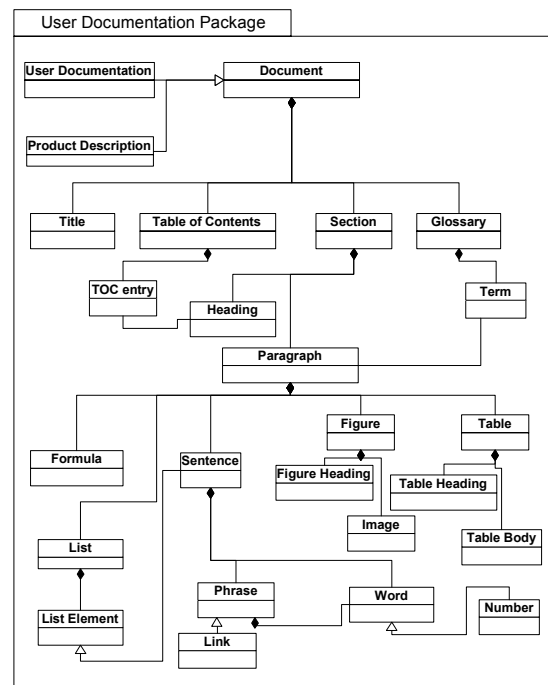 User Documentation Package
User Documentation
Document
Product Description
Title
Table of Contents
Section
Glossary
TOC entry
Heading
Term
Paragraph
Formula
Sentence
Figure
Table
Figure Heading
Table Heading
Image
Table Body
List
List Element
Phrase
Word
Number
Link